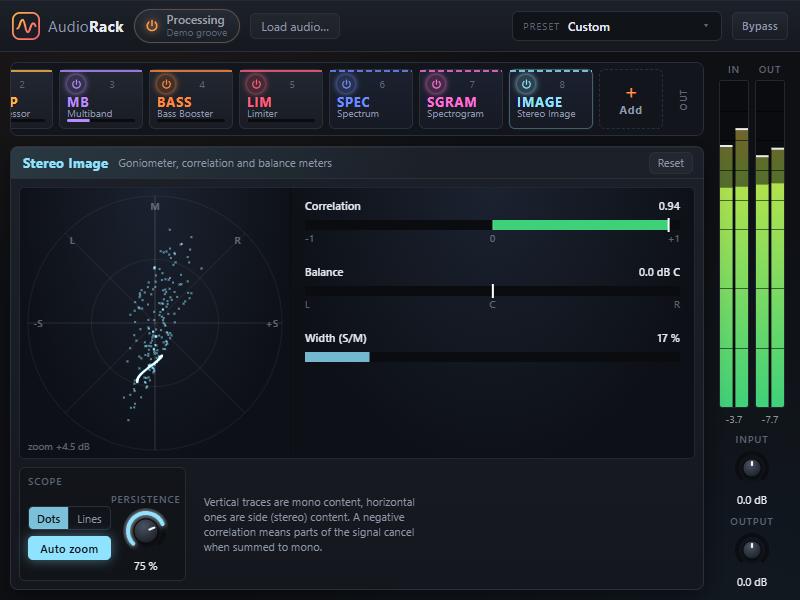 AudioRack
Processing
Demo groove
Load audio...
PRESET Custom
Bypass
2
P
ssor
3
MB
Multiband
4
BASS
Bass Booster
5
LIM
Limiter
6
SPEC
Spectrum
7
SGRAM
Spectrogram
8
IMAGE
Stereo Image
+
Add
OUT
IN OUT
Stereo Image Goniometer, correlation and balance meters
Reset
M
L
R
-S
+S
zoom +4.5 dB
Correlation 0.94
-1 0 +1
Balance 0.0 dB C
L C R
Width (S/M) 17 %
-3.7 -7.7
INPUT
0.0 dB
OUTPUT
0.0 dB
SCOPE
Dots Lines
Auto zoom
PERSISTENCE
75 %
Vertical traces are mono content, horizontal
ones are side (stereo) content. A negative
correlation means parts of the signal cancel
when summed to mono.